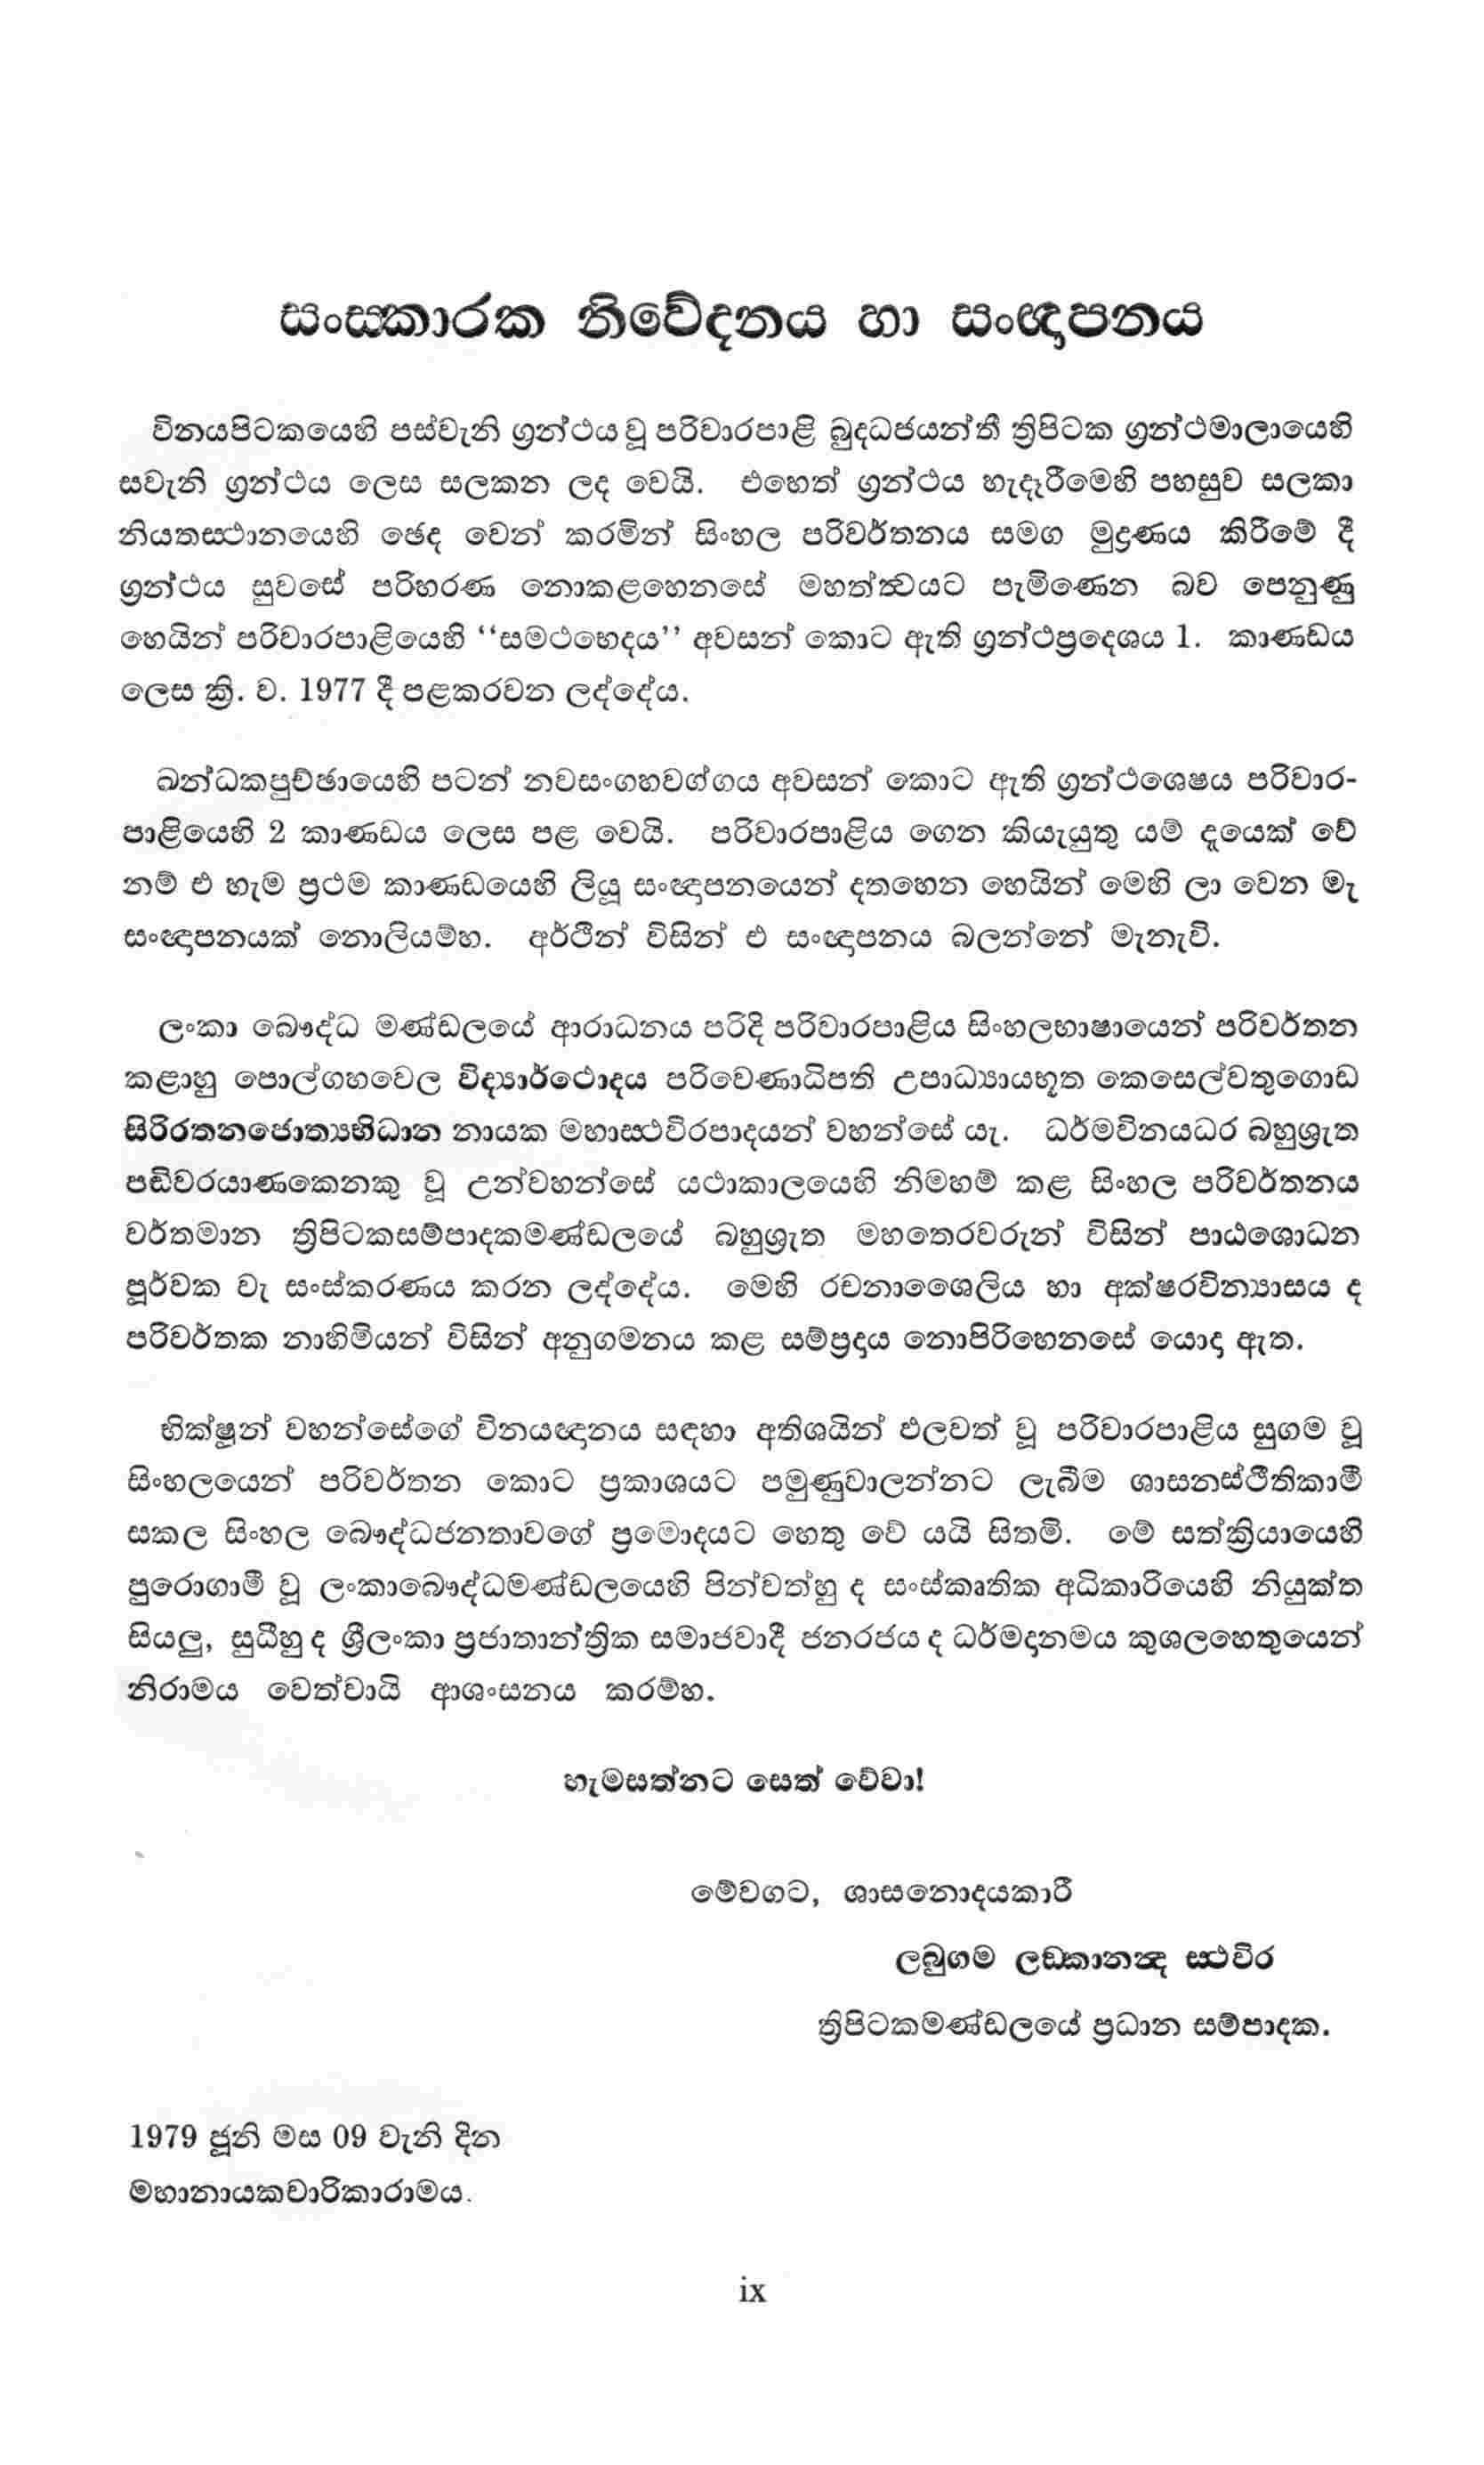 සංස්කාරක නිවේදනය හා සංඥාපනය
විනයපිටකයෙහි පස්වැනි ග්‍රන්ථය වූ පරිවාරපාළි බුද්ධජයන්තී ත්‍රිපිටක ග්‍රන්ථමාලායෙහි
සවැනි ග්‍රන්ථය ලෙස සලකන ලද වෙයි. එහෙත් ග්‍රන්ථය හැදෑරීමෙහි පහසුව සලකා
නියතස්ථානයෙහි ඡෙද වෙන් කරමින් සිංහල පරිවර්තනය සමග මුද්‍රණය කිරීමේ දී
ග්‍රන්ථය සුවසේ පරිහරණ නොකළහෙනසේ මහත්ත්වයට පැමිණෙන බව පෙනුණු
හෙයින් පරිවාරපාළියෙහි “සමථභෙදය” අවසන් කොට ඇති ග්‍රන්ථප්‍රදෙශය 1. කාණ්ඩය
ලෙස ක්‍රි. ව. 1977 දී පළකරවන ලද්දේය.
ඛන්ධකපුච්ඡායෙහි පටන් නවසංගහවග්ගය අවසන් කොට ඇති ග්‍රන්ථශෙෂය පරිවාර-
පාළියෙහි 2 කාණ්ඩය ලෙස පළ වෙයි. පරිවාරපාළිය ගෙන කියැයුතු යම් දැයෙක් වේ
නම් එ හැම ප්‍රථම කාණ්ඩයෙහි ලියූ සංඥාපනයෙන් දතහෙන හෙයින් මෙහි ලා වෙන මැ
සංඥාපනයක් නොලියම්හ. අර්ථීන් විසින් එ සංඥාපනය බලන්නේ මැනැවි.
ලංකා බෞද්ධ මණ්ඩලයේ ආරාධනය පරිදි පරිවාරපාළිය සිංහලභාෂායෙන් පරිවර්තන
කළාහු පොල්ගහවෙල විද්‍යාර්ථොදය පරිවෙණාධිපති උපාධ්‍යායභූත කෙසෙල්වතුගොඩ
සිරිරතනජොත්‍යභිධාන නායක මහාස්ථවිරපාදයන් වහන්සේ යැ. ධර්මවිනයධර බහුශ්‍රැත
පඬිවරයාණකෙනකු වූ උන්වහන්සේ යථාකාලයෙහි නිමහම් කළ සිංහල පරිවර්තනය
වර්තමාන ත්‍රිපිටකසම්පාදකමණ්ඩලයේ බහුශ්‍රැත මහතෙරවරුන් විසින් පාඨශොධන
පූර්වක වැ සංස්කරණය කරන ලද්දේය. මෙහි රචනාශෛලිය හා අක්ෂරවින්‍යාසය ද
පරිවර්තක නාහිමියන් විසින් අනුගමනය කළ සම්ප්‍රදාය නොපිරිහෙනසේ යොදා ඇත.
භික්ෂූන් වහන්සේගේ විනයඥානය සඳහා අතිශයින් ඵලවත් වූ පරිවාරපාළිය සුගම වූ
සිංහලයෙන් පරිවර්තන කොට ප්‍රකාශයට පමුණුවාලන්නට ලැබීම ශාසනස්ථිතිකාමී
සකල සිංහල බෞද්ධජනතාවගේ ප්‍රමොදයට හෙතු වේ යයි සිතමි. මේ සත්ක්‍රියායෙහි
පුරොගාමී වූ ලංකාබෞද්ධමණ්ඩලයෙහි පින්වත්හු ද සංස්කෘතික අධිකාරියෙහි නියුක්ත
සියලු, සුධීහු ද ශ්‍රීලංකා ප්‍රජාතාන්ත්‍රික සමාජවාදී ජනරජය ද ධර්මදානමය කුශලහෙතුයෙන්
නිරාමය වෙත්වායි ආශංසනය කරම්හ.
හැමසත්නට සෙත් වේවා!
මේවගට, ශාසනොදයකාරී
ලබුගම ලඞ්කානන්ද ස්ථවිර
ත්‍රිපිටකමණ්ඩලයේ ප්‍රධාන සම්පාදක.
1979 ජූනි මස 09 වැනි දින
මහානායකචාරිකාරාමය.
ix